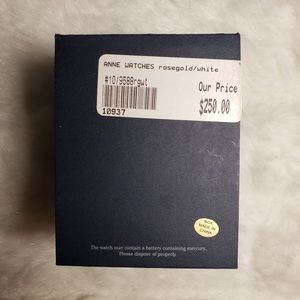 ANNE WATCHES rosegold/white
#10/9588rgwt
Our Price
$250.00
10937
BOX
MADE IN
CHINA
The watch may contain a battery containing mercury.
Please dispose of properly.